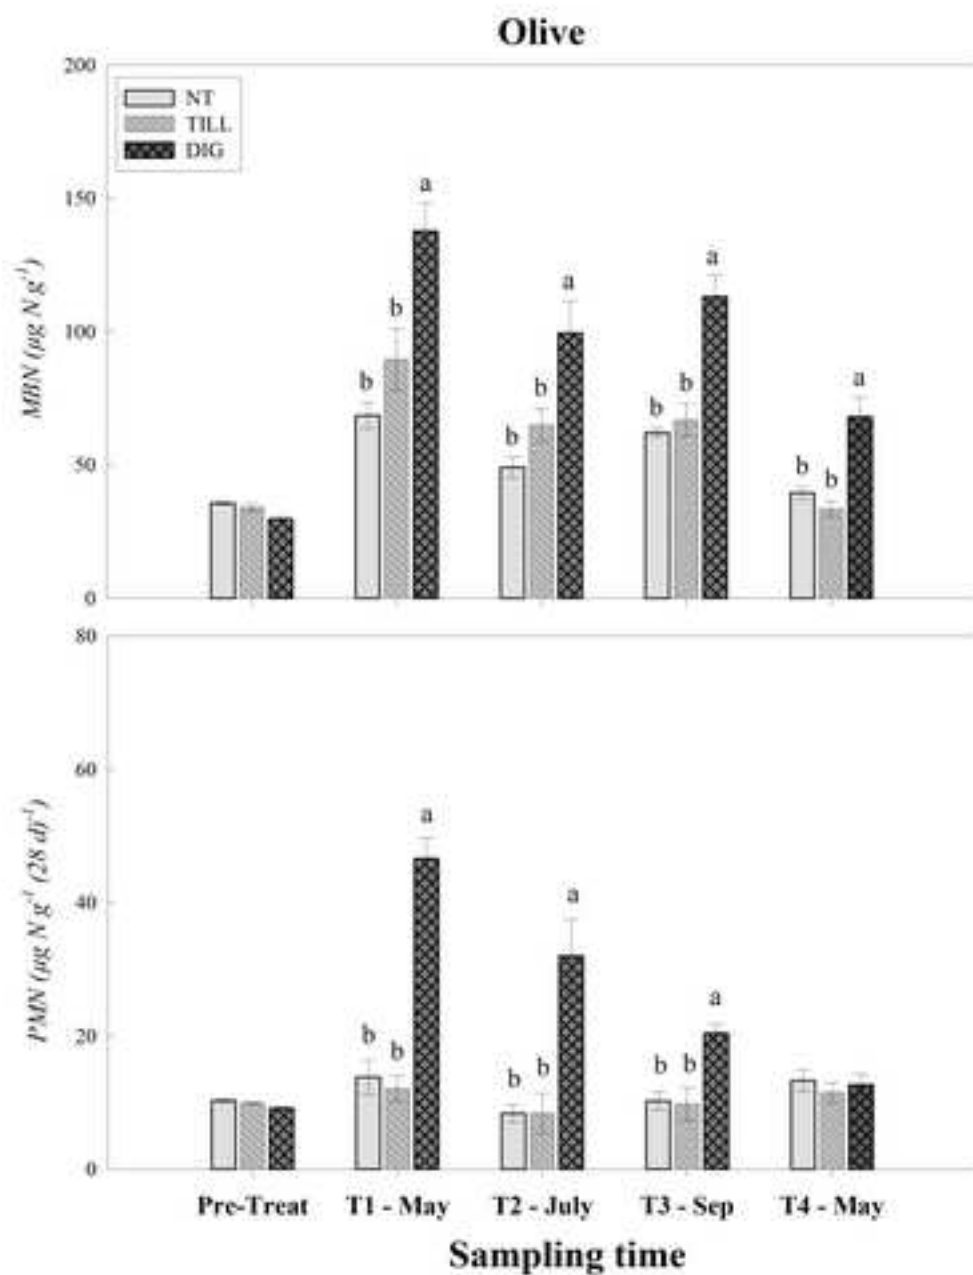 Olive
200
NT
TILL
DIG
150
100
50
0
MBN (µg N g⁻¹)
a
b
b
a
b
b
a
b
b
a
b
b
80
60
40
20
0
PMN (µg N g⁻¹ (28 d)⁻¹)
a
b
b
a
b
b
a
b
b
Pre-Treat T1 - May T2 - July T3 - Sep T4 - May
Sampling time